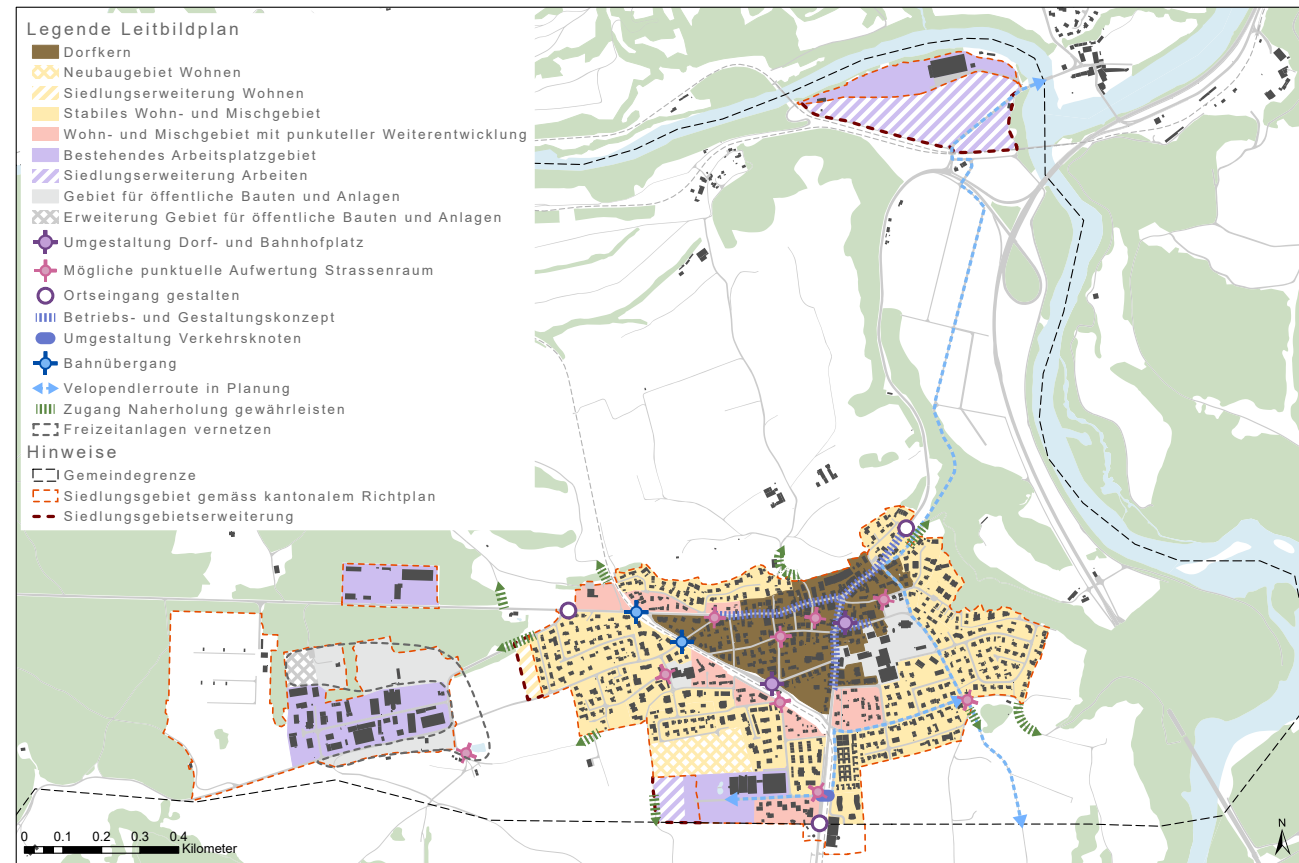 Legende Leitbildplan
Dorfkern
Neubaugebiet Wohnen
Siedlungserweiterung Wohnen
Stabiles Wohn- und Mischgebiet
Wohn- und Mischgebiet mit punkuteller Weiterentwicklung
Bestehendes Arbeitsplatzgebiet
Siedlungserweiterung Arbeiten
Gebiet für öffentliche Bauten und Anlagen
Erweiterung Gebiet für öffentliche Bauten und Anlagen
Umgestaltung Dorf- und Bahnhofplatz
Mögliche punktuelle Aufwertung Strassenraum
Ortseingang gestalten
Betriebs- und Gestaltungskonzept
Umgestaltung Verkehrsknoten
Bahnübergang
Velopendlerroute in Planung
Zugang Naherholung gewährleisten
Freizeitanlagen vernetzen
Hinweise
Gemeindegrenze
Siedlungsgebiet gemäss kantonalem Richtplan
Siedlungsgebietserweiterung
0 0.1 0.2 0.3 0.4
Kilometer
N